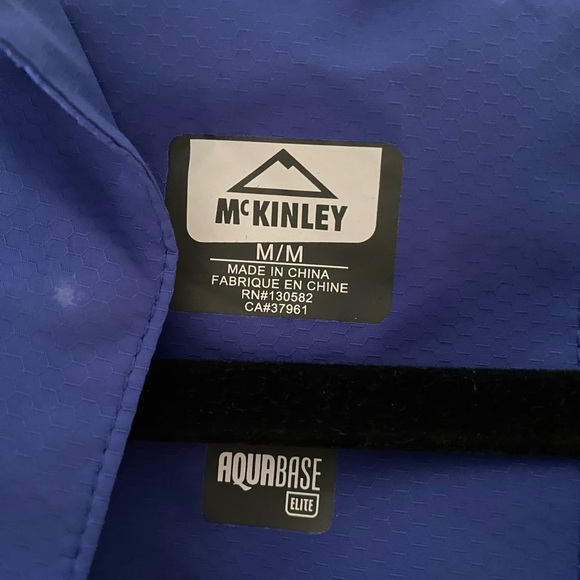 McKINLEY
M/M
MADE IN CHINA
FABRIQUE EN CHINE
RN#130582
CA#37961
AQUABASE
ELITE